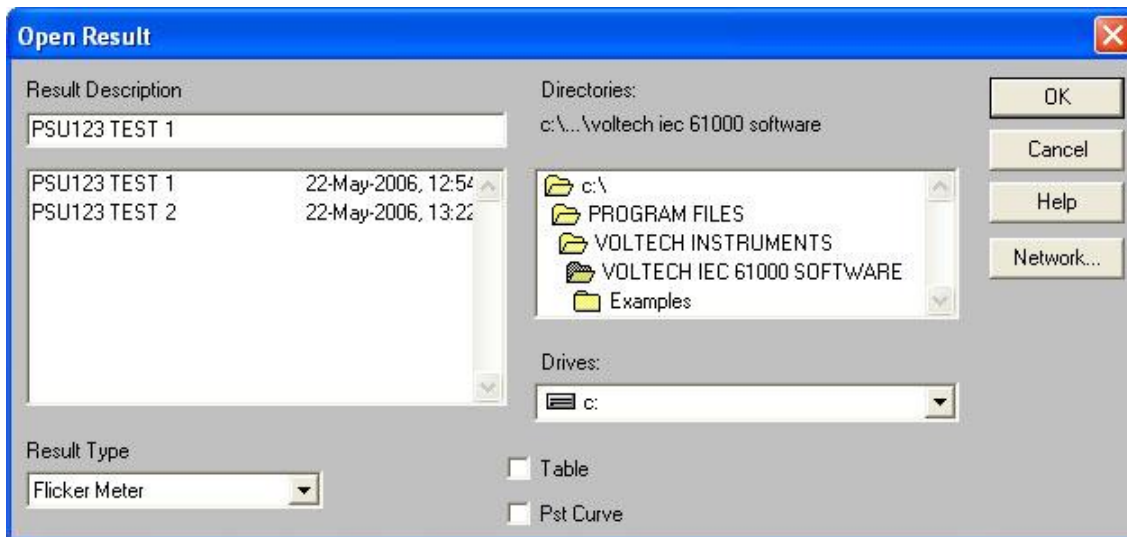 Open Result
Result Description
PSU123 TEST 1
PSU123 TEST 1 22-May-2006, 12:54
PSU123 TEST 2 22-May-2006, 13:22
Result Type
Flicker Meter
Directories:
c:\...\voltech iec 61000 software
c:\
PROGRAM FILES
VOLTECH INSTRUMENTS
VOLTECH IEC 61000 SOFTWARE
Examples
Drives:
c:
Table
Pst Curve
OK
Cancel
Help
Network...